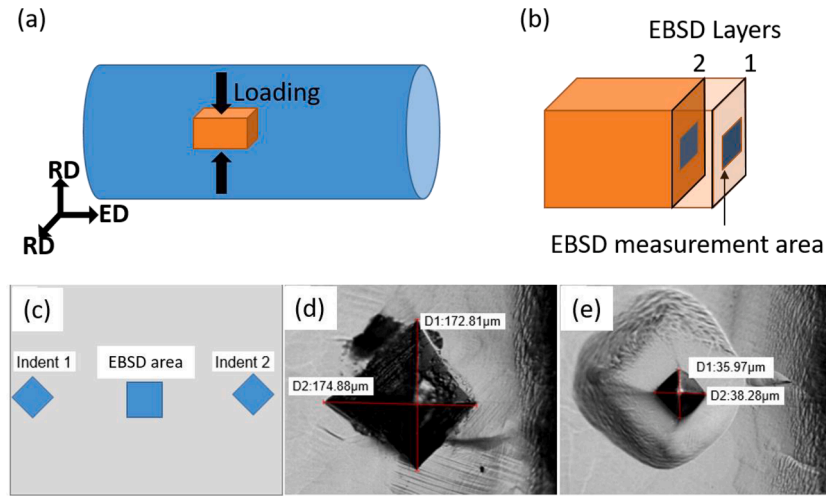 (a)
Loading
RD
ED
RD
(b)
EBSD Layers
2 1
EBSD measurement area
(c)
Indent 1
EBSD area
Indent 2
(d)
D1:172.81µm
D2:174.88µm
(e)
D1:35.97µm
D2:38.28µm